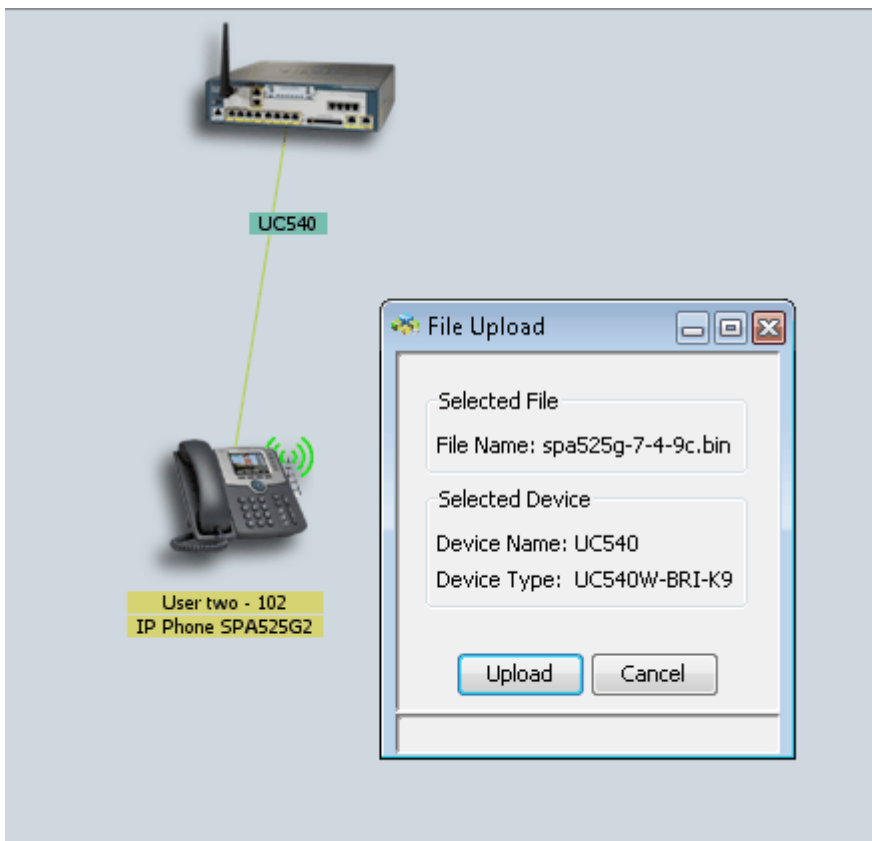 UC540
User two - 102
IP Phone SPA525G2
File Upload
Selected File
File Name: spa525g-7-4-9c.bin
Selected Device
Device Name: UC540
Device Type: UC540W-BRI-K9
Upload
Cancel